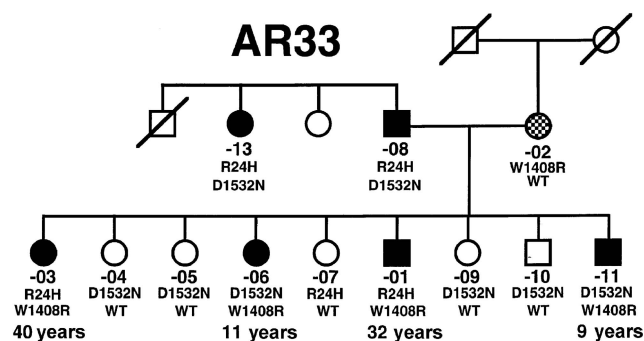 AR33
-13 -08 -02
R24H R24H W1408R
D1532N D1532N WT
-03 -04 -05 -06 -07 -01 -09 -10 -11
R24H D1532N D1532N D1532N R24H R24H D1532N D1532N D1532N
W1408R WT WT W1408R WT W1408R WT WT W1408R
40 years 11 years 32 years 9 years